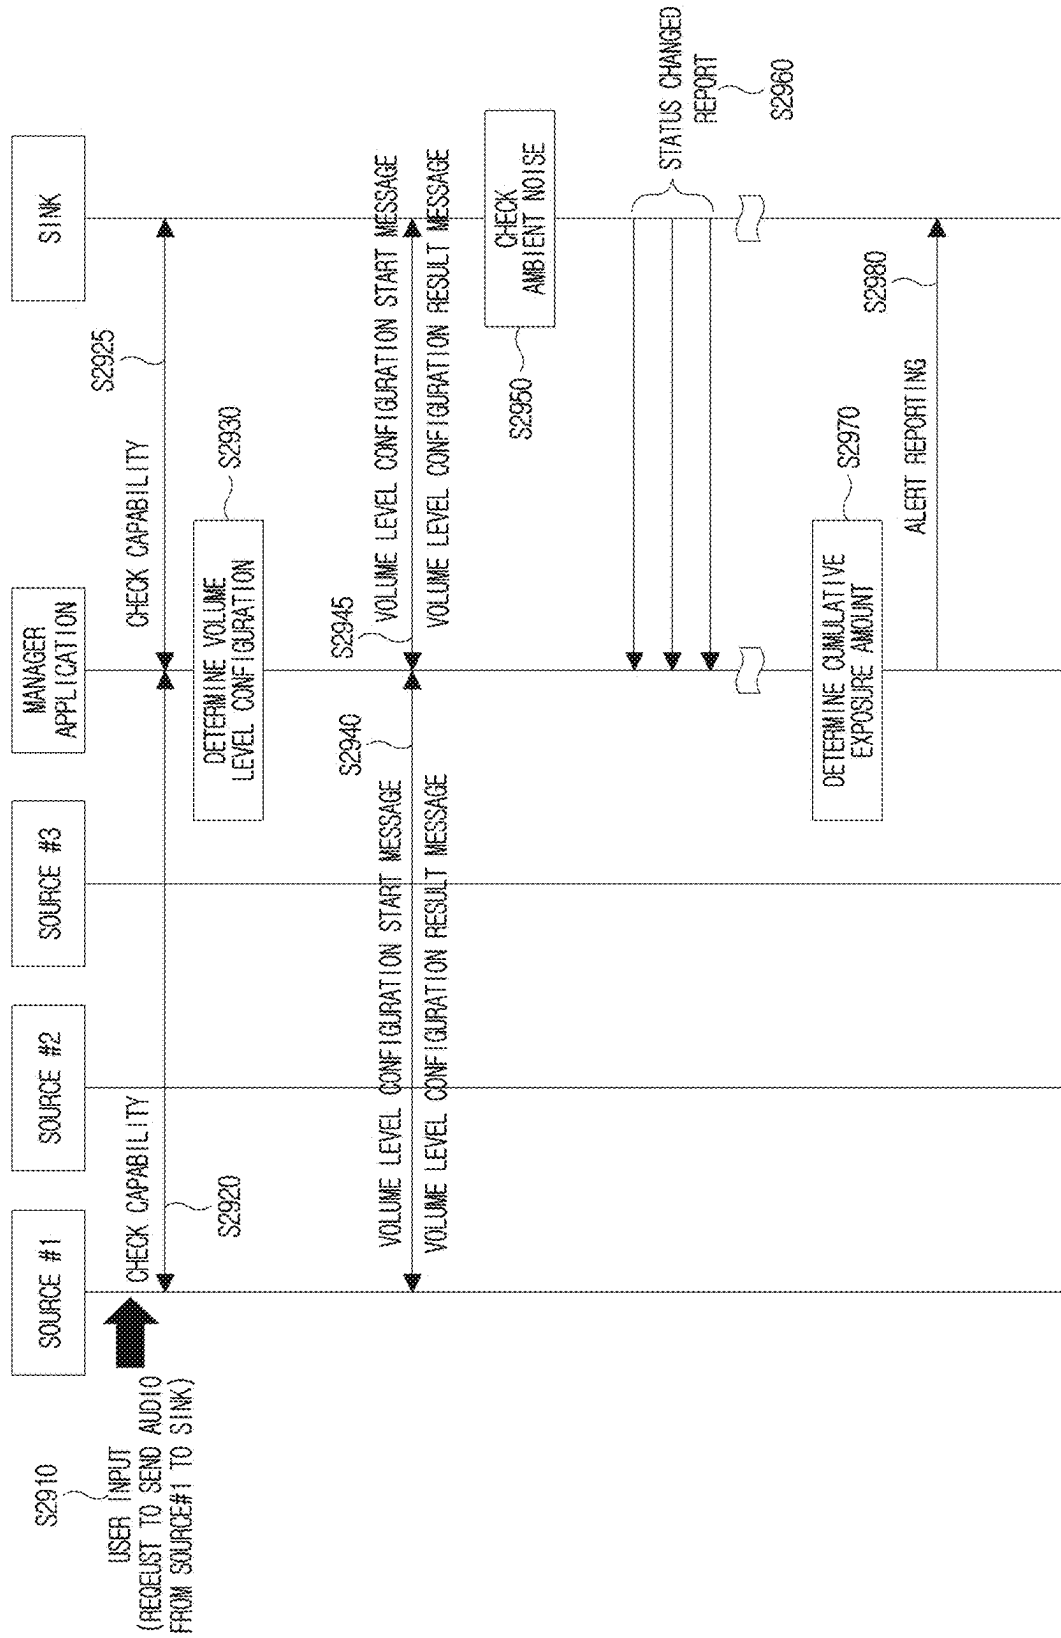 S2910
USER INPUT
(REQEUST TO SEND AUDIO
FROM SOURCE#1 TO SINK)
SOURCE #1
SOURCE #2
SOURCE #3
MANAGER
APPLICATION
SINK
CHECK CAPABILITY
S2920
CHECK CAPABILITY
S2925
DETERMINE VOLUME
LEVEL CONFIGURATION
S2930
S2940
VOLUME LEVEL CONFIGURATION START MESSAGE
VOLUME LEVEL CONFIGURATION RESULT MESSAGE
S2945
VOLUME LEVEL CONFIGURATION START MESSAGE
VOLUME LEVEL CONFIGURATION RESULT MESSAGE
CHECK
AMBIENT NOISE
S2950
STATUS CHANGED
REPORT
S2960
DETERMINE CUMULATIVE
EXPOSURE AMOUNT
S2970
ALERT REPORTING
S2980